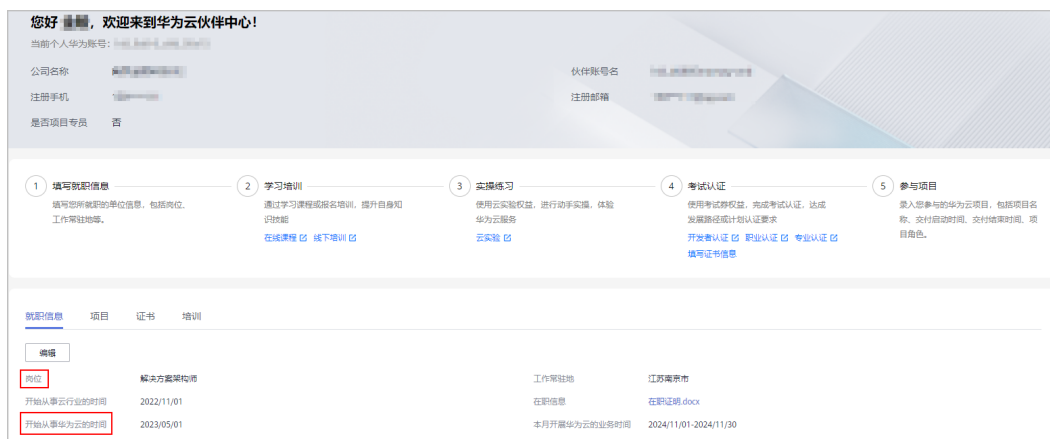 您好 ，欢迎来到华为云伙伴中心！
当前个人华为账号：
公司名称
伙伴账号名
注册手机
注册邮箱
是否项目专员 否
1 填写就职信息
填写您所就职的单位信息，包括岗位、
工作常驻地等。
2 学习培训
通过学习课程或报名培训，提升自身知
识技能
在线课程 线下培训
3 实操练习
使用云实验权益，进行动手实操，体验
华为云服务
云实验
4 考试认证
使用考试券权益，完成考试认证，达成
发展路径或计划认证要求
开发者认证 职业认证 专业认证
填写证书信息
5 参与项目
录入您参与的华为云项目，包括项目名
称、交付启动时间、交付结束时间、项
目角色。
就职信息 项目 证书 培训
编辑
岗位 解决方案架构师
工作常驻地 江苏南京市
开始从事云行业的时间 2022/11/01
在职信息 在职证明.docx
开始从事华为云的时间 2023/05/01
本月开展华为云的业务时间 2024/11/01-2024/11/30